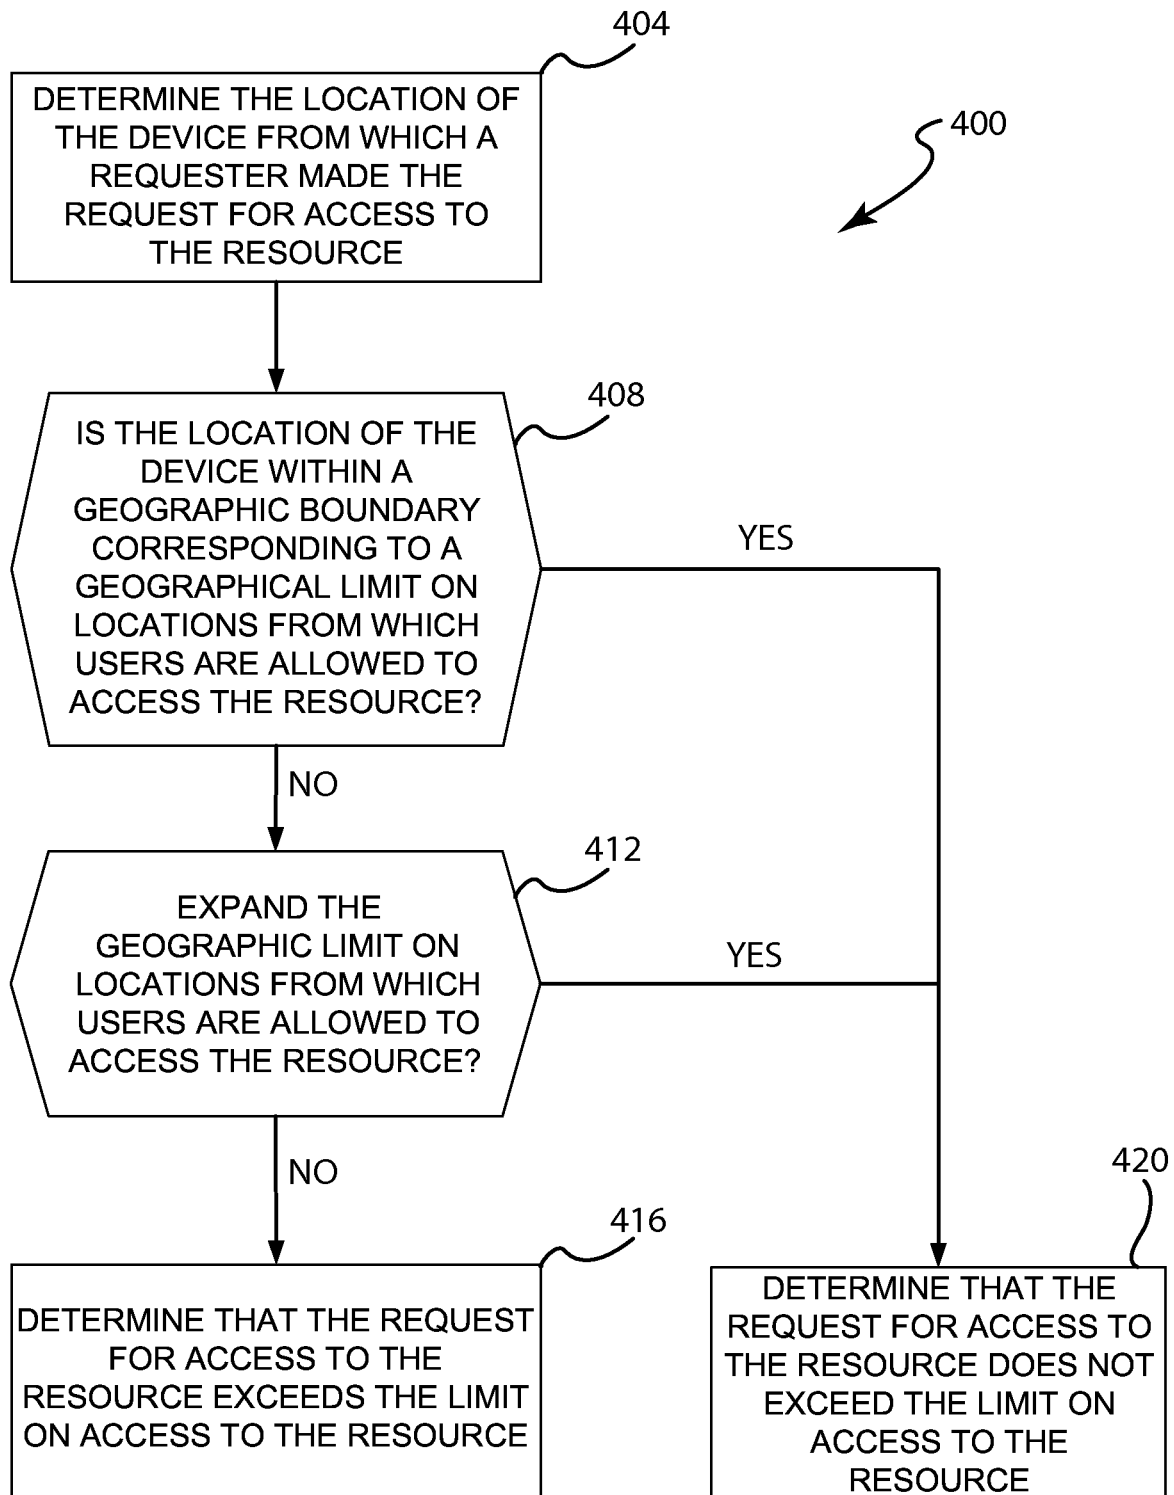 404
DETERMINE THE LOCATION OF
THE DEVICE FROM WHICH A
REQUESTER MADE THE
REQUEST FOR ACCESS TO
THE RESOURCE
400
408
IS THE LOCATION OF THE
DEVICE WITHIN A
GEOGRAPHIC BOUNDARY
CORRESPONDING TO A
GEOGRAPHICAL LIMIT ON
LOCATIONS FROM WHICH
USERS ARE ALLOWED TO
ACCESS THE RESOURCE?
YES
NO
412
EXPAND THE
GEOGRAPHIC LIMIT ON
LOCATIONS FROM WHICH
USERS ARE ALLOWED TO
ACCESS THE RESOURCE?
YES
NO
416
DETERMINE THAT THE REQUEST
FOR ACCESS TO THE
RESOURCE EXCEEDS THE LIMIT
ON ACCESS TO THE RESOURCE
420
DETERMINE THAT THE
REQUEST FOR ACCESS TO
THE RESOURCE DOES NOT
EXCEED THE LIMIT ON
ACCESS TO THE
RESOURCE